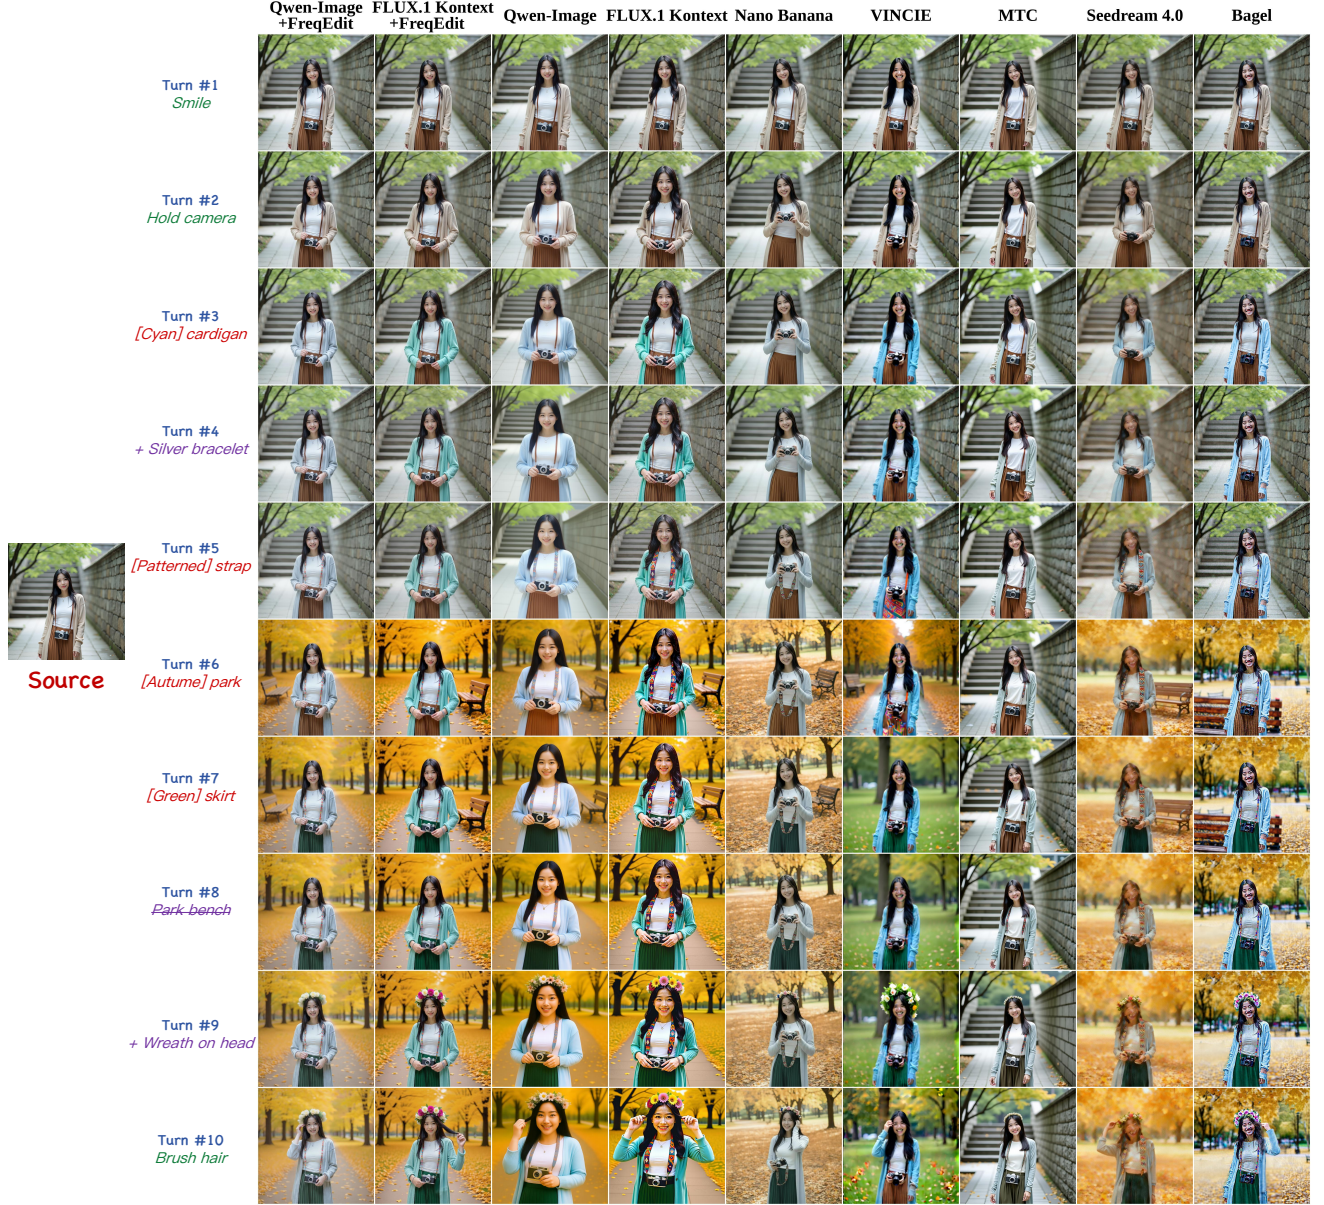 Qwen-Image
+FreqEdit
FLUX.1 Kontext
+FreqEdit
Qwen-Image
FLUX.1 Kontext
Nano Banana
VINCIE
MTC
Seedream 4.0
Bagel
Turn #1
Smile
Turn #2
Hold camera
Turn #3
[Cyan] cardigan
Turn #4
+ Silver bracelet
Turn #5
[Patterned] strap
Source
Turn #6
[Autume] park
Turn #7
[Green] skirt
Turn #8
Park bench
Turn #9
+ Wreath on head
Turn #10
Brush hair